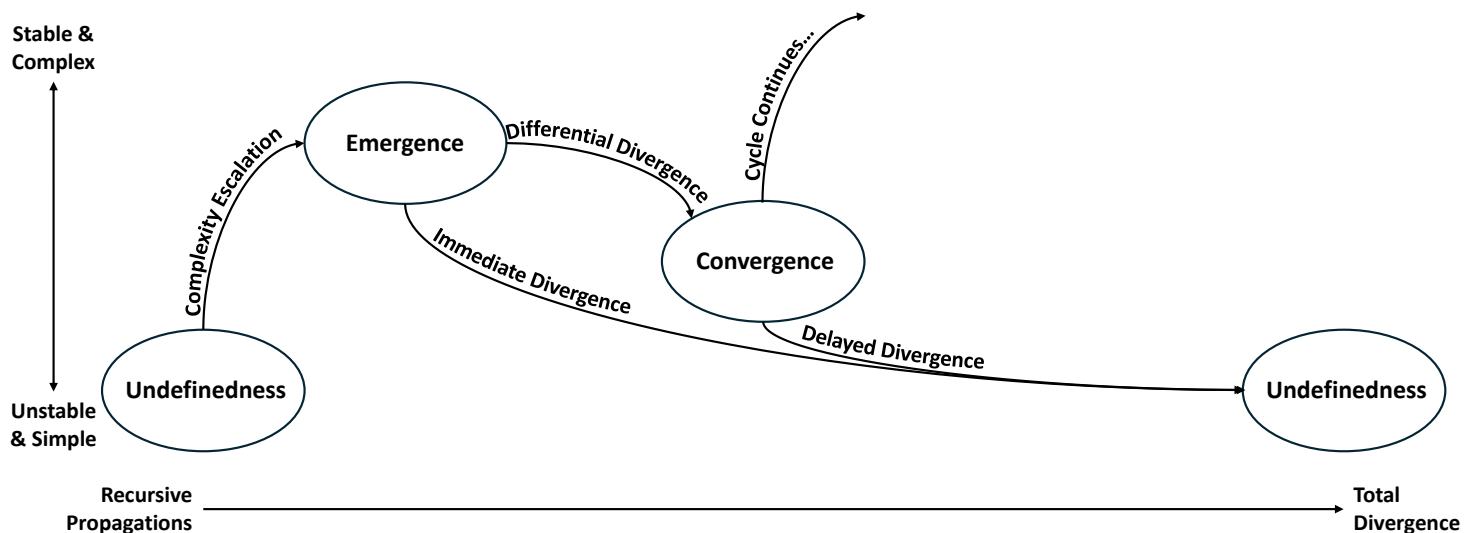 Stable &
Complex
Cycle Continues...
Complexity Escalation
Emergence
Differential Divergence
Immediate Divergence
Convergence
Delayed Divergence
Undefinedness
Undefinedness
Unstable
& Simple
Recursive
Propagations
Total
Divergence